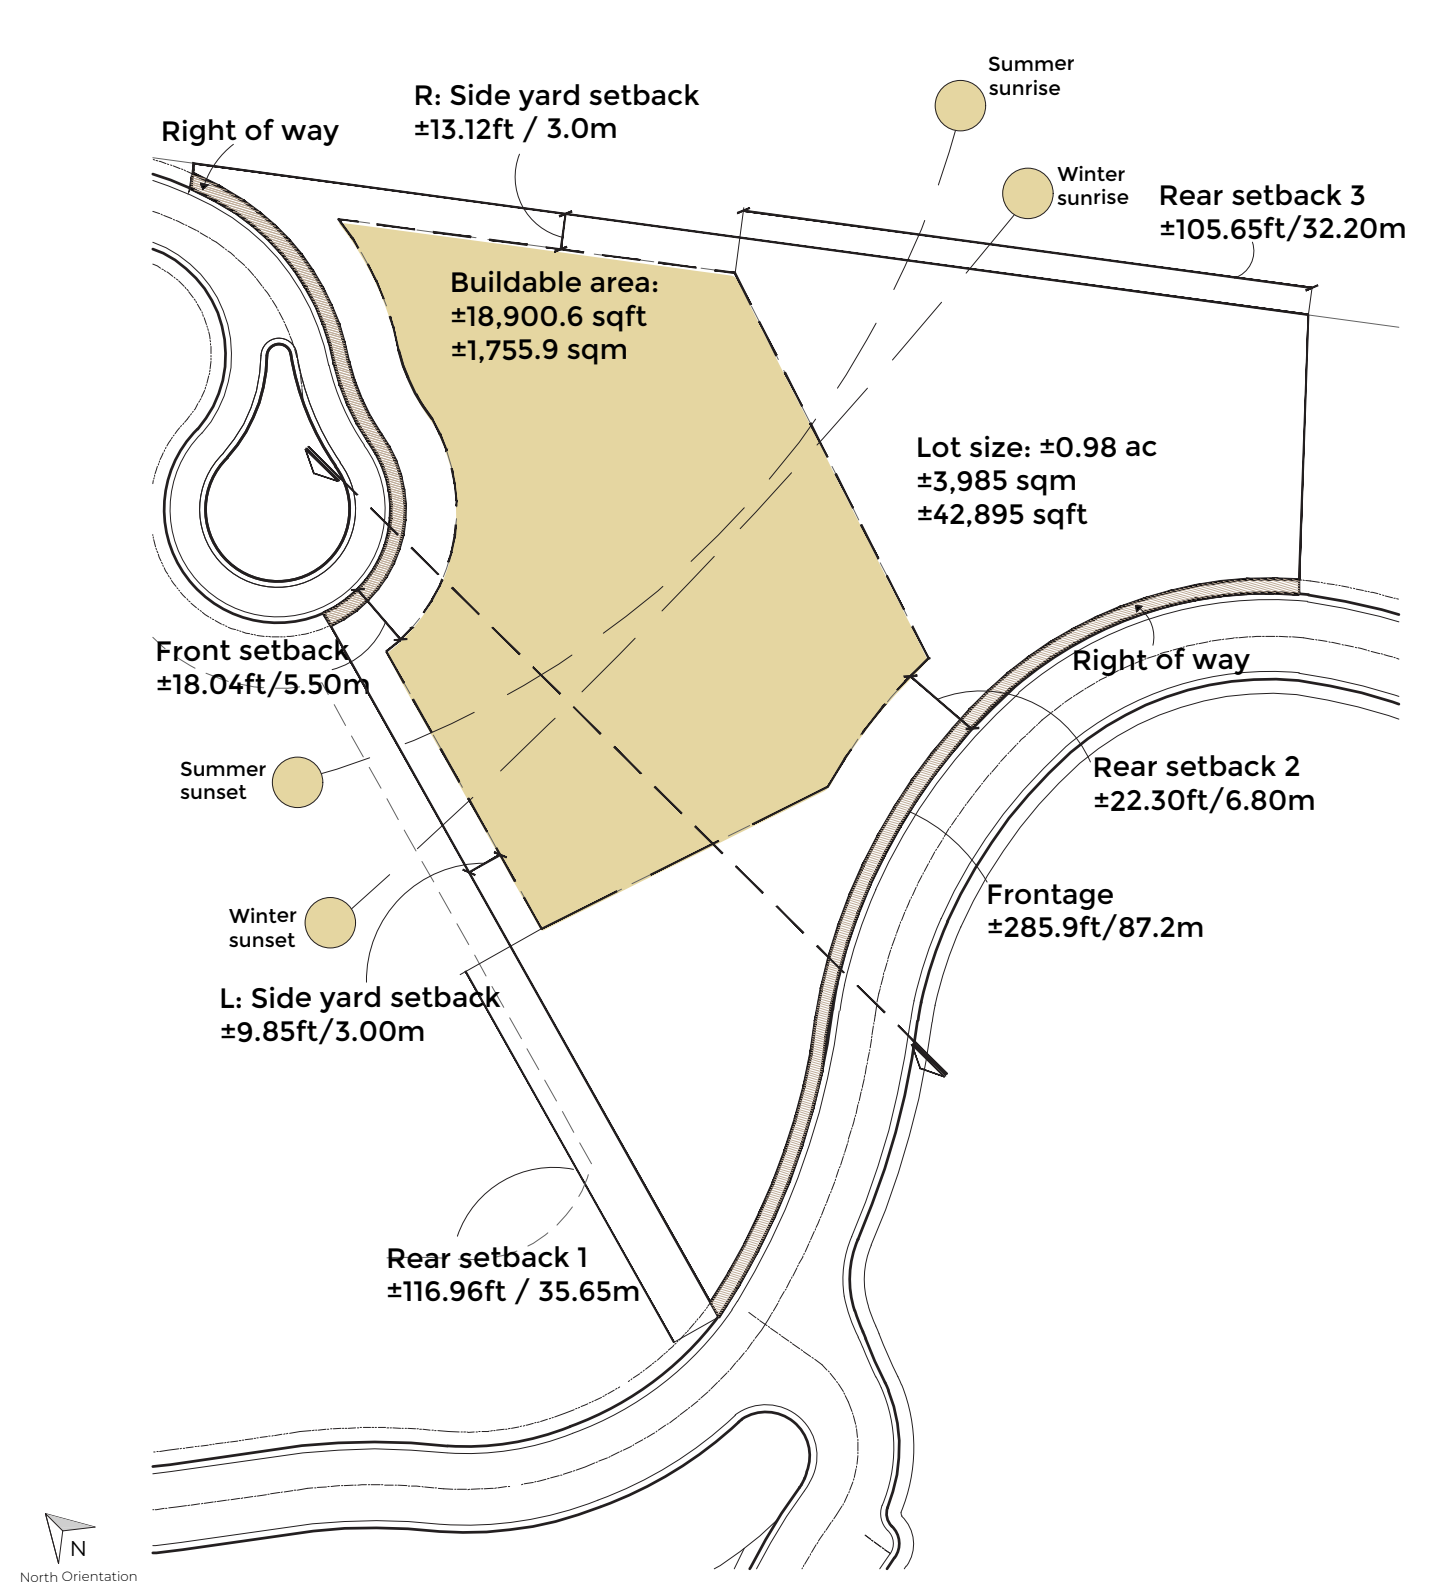 Summer
sunrise
R: Side yard setback
±13.12ft / 3.0m
Right of way
Winter
sunrise
Rear setback 3
±105.65ft/32.20m
Buildable area:
±18,900.6 sqft
±1,755.9 sqm
Lot size: ±0.98 ac
±3,985 sqm
±42,895 sqft
Front setback
±18.04ft/5.50m
Right of way
Summer
sunset
Rear setback 2
±22.30ft/6.80m
Frontage
±285.9ft/87.2m
Winter
sunset
L: Side yard setback
±9.85ft/3.00m
Rear setback 1
±116.96ft / 35.65m
N
North Orientation